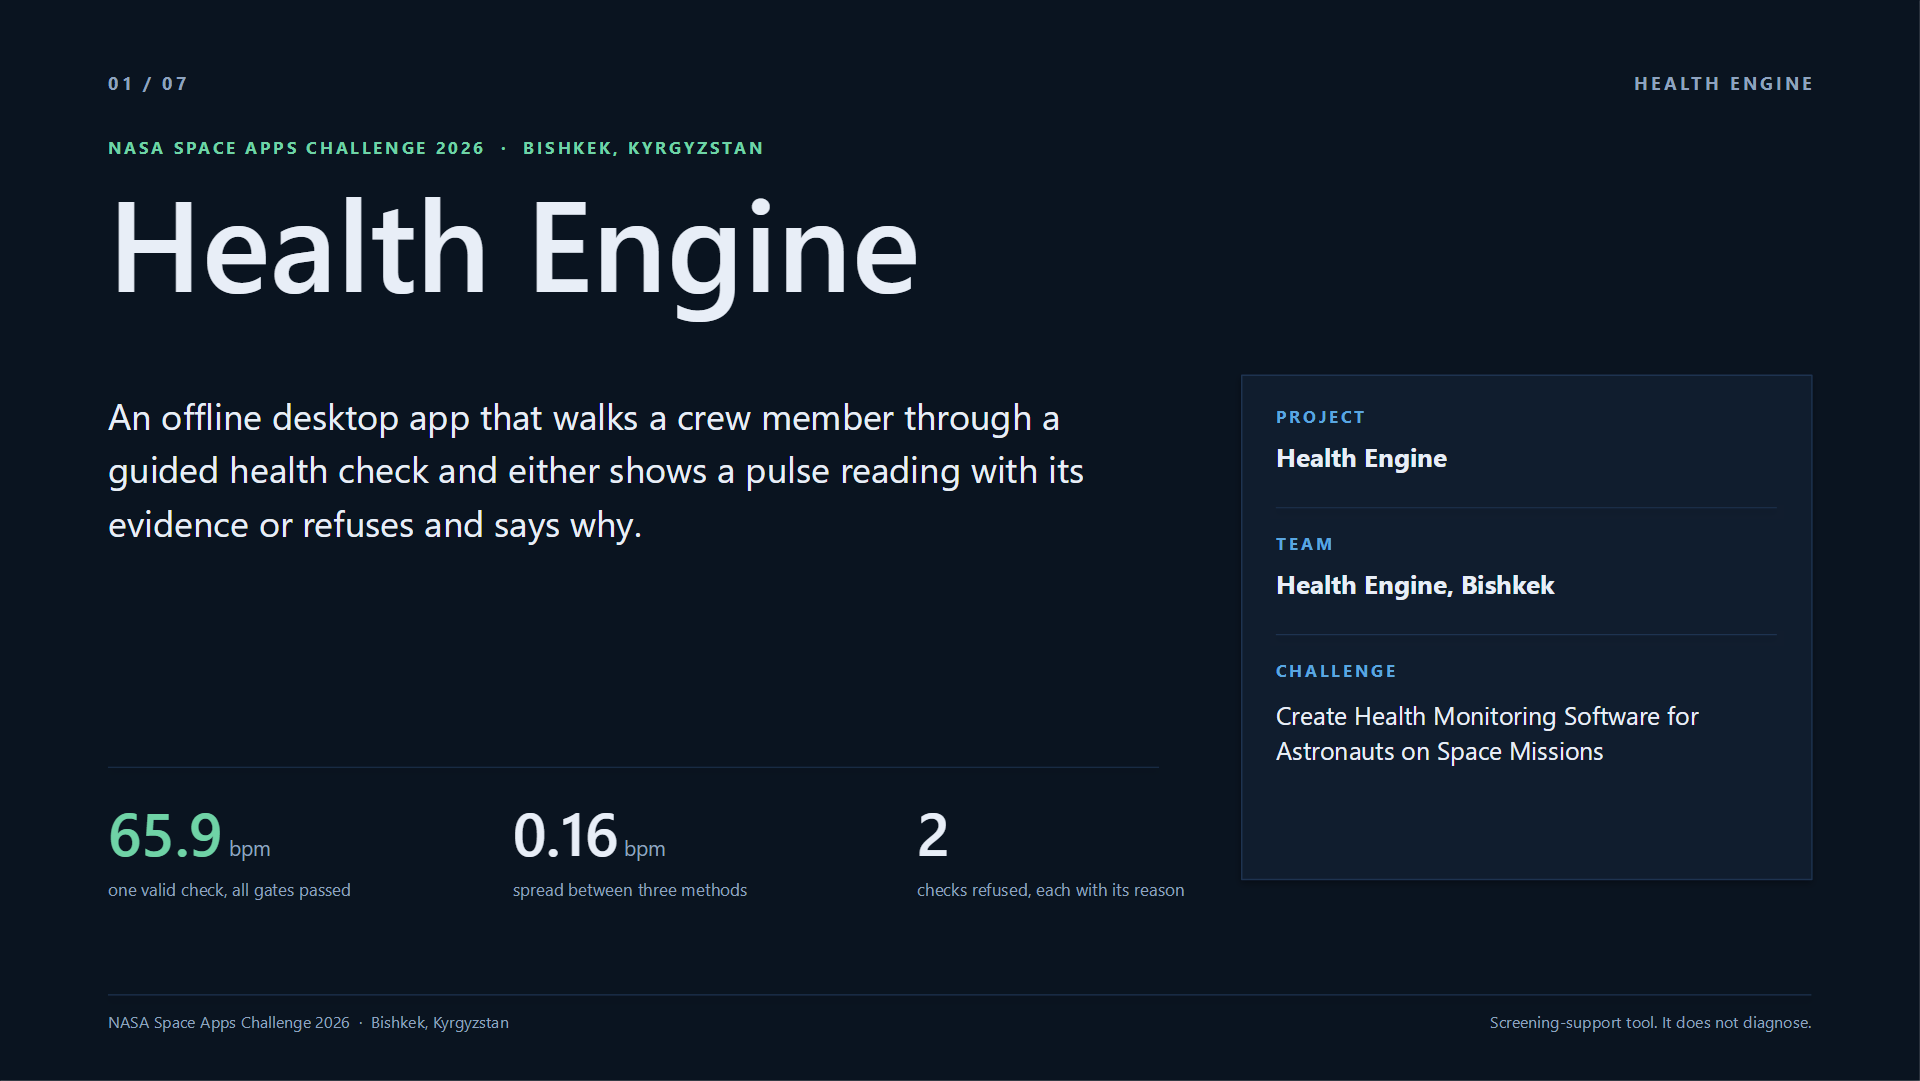 01 / 07
HEALTH ENGINE
NASA SPACE APPS CHALLENGE 2026 · BISHKEK, KYRGYZSTAN
Health Engine
An offline desktop app that walks a crew member through a
guided health check and either shows a pulse reading with its
evidence or refuses and says why.
PROJECT
Health Engine
TEAM
Health Engine, Bishkek
CHALLENGE
Create Health Monitoring Software for
Astronauts on Space Missions
65.9 bpm
one valid check, all gates passed
0.16 bpm
spread between three methods
2
checks refused, each with its reason
NASA Space Apps Challenge 2026 · Bishkek, Kyrgyzstan
Screening-support tool. It does not diagnose.